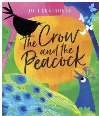 The Crow
and the
Peacock